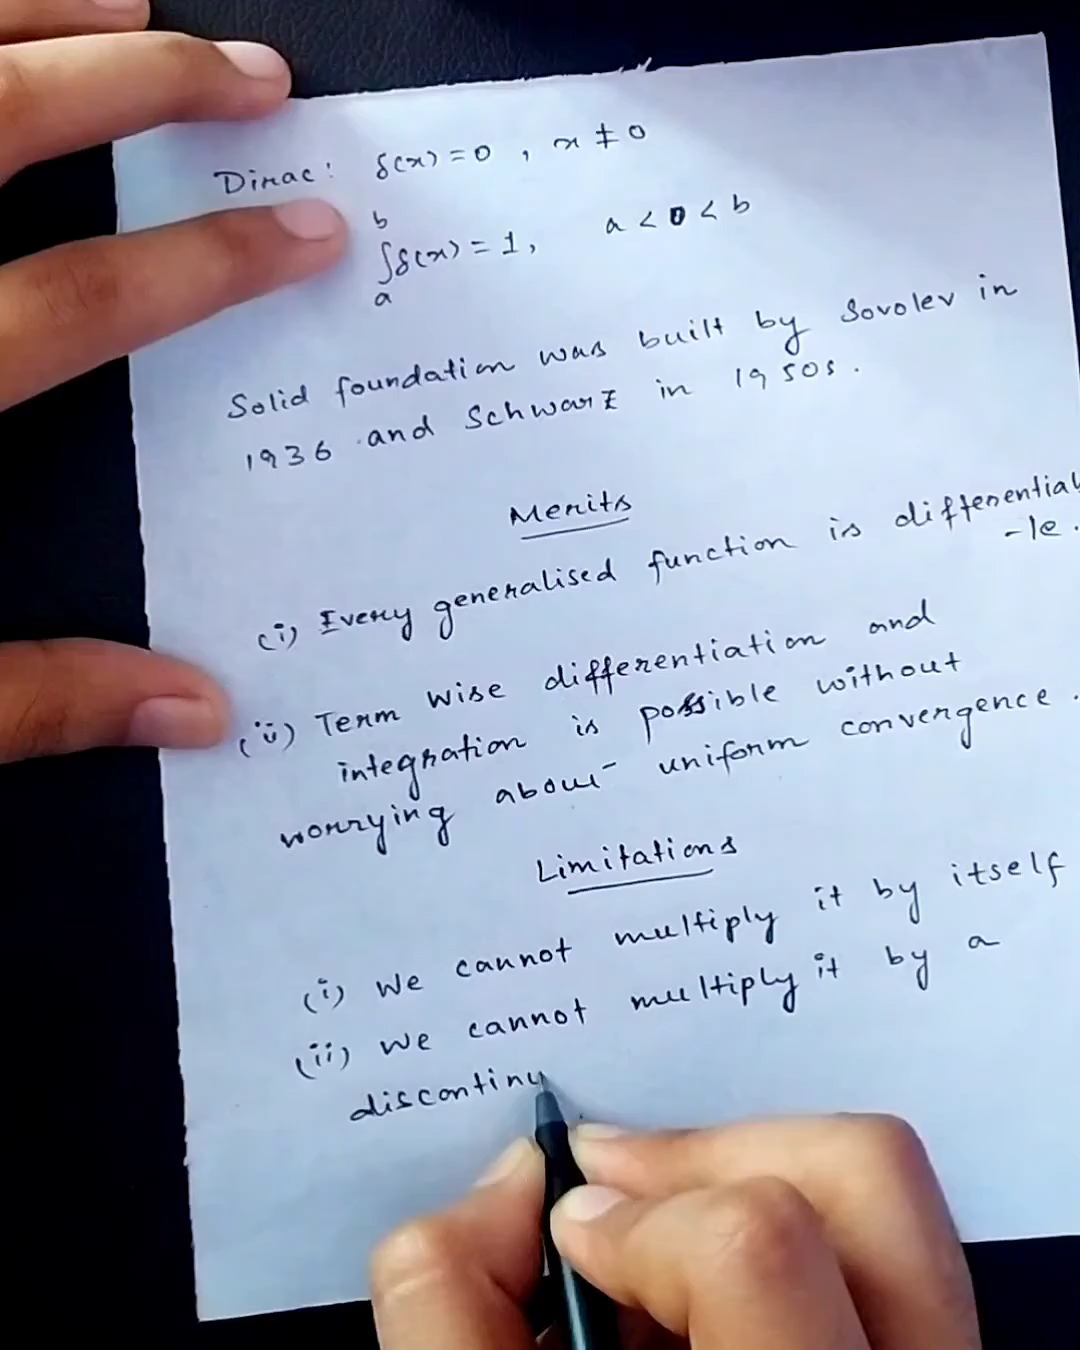 Dirac: δ(x) = 0 , x ≠ 0
b
∫δ(x) = 1, a < 0 < b
a
Solid foundation was built by Sovolev in
1936 and Schwarz in 1950s.
Merits
(i) Every generalised function is differentiab
-le.
(ii) Term wise differentiation and
integration is possible without
worrying about uniform convergence.
Limitations
(i) We cannot multiply it by itself
(ii) We cannot multiply it by a
discontinu